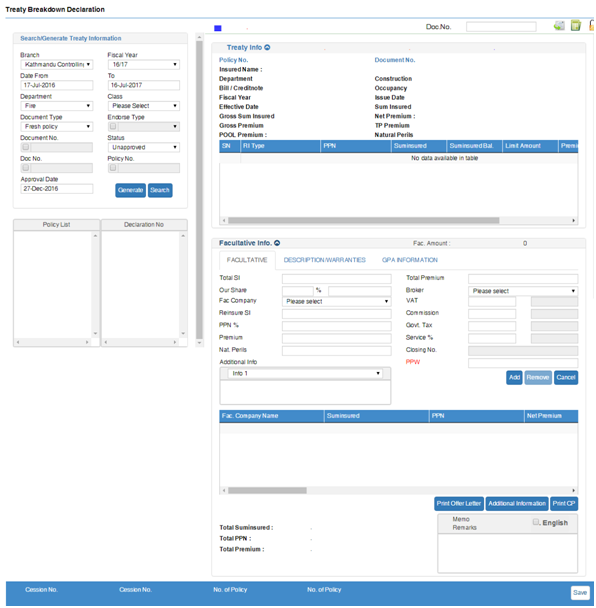 Treaty Breakdown Declaration
Doc.No.
Search/Generate Treaty Information
Branch
Fiscal Year
Kathmandu Controllin
16/17
Date From
To
17-Jul-2016
16-Jul-2017
Department
Class
Fire
Please Select
Document Type
Endorse Type
Fresh policy
Document No.
Status
Unapproved
Doc No.
Policy No.
Approval Date
27-Dec-2016
Generate
Search
Policy List
Declaration No
Treaty Info
Policy No.
Document No.
Insured Name :
Department
Construction
Bill / Creditnote
Occupancy
Fiscal Year
Issue Date
Effective Date
Sum Insured
Gross Sum Insured
Net Premium :
Gross Premium
TP Premium
POOL Premium :
Natural Perils
SN
RI Type
PPN
Suminsured
Suminsured Bal.
Limit Amount
Premi
No data available in table
Facultative Info.
Fac. Amount :
0
FACULTATIVE
DESCRIPTION/WARRANTIES
GPA INFORMATION
Total SI
Total Premium
Our Share
%
Broker
Please select
Fac Company
Please select
VAT
Reinsure SI
Commission
PPN %
Govt. Tax
Premium
Service %
Nat. Perils
Closing No.
Additional Info
PPW
Info 1
Add
Remove
Cancel
Fac. Company Name
Suminsured
PPN
Net Premium
Print Offer Letter
Additional Information
Print CP
Total Suminsured :
Total PPN :
Total Premium :
Memo
Remarks
English
Cession No.
Cession No.
No. of Policy
No. of Policy
Save